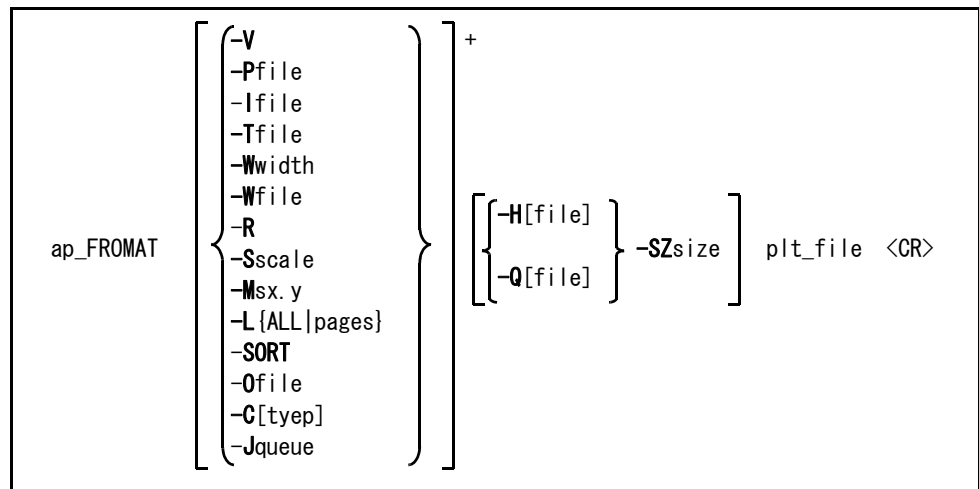 -V
-Pfile
-Ifile
-Tfile
-Wwidth
-Wfile
-R
-Sscale
-Msx.y
-L{ALL|pages}
-SORT
-Ofile
-C[tyep]
-Jqueue
+
-H[file]
-Q[file]
ap_FROMAT -SZsize plt_file <CR>